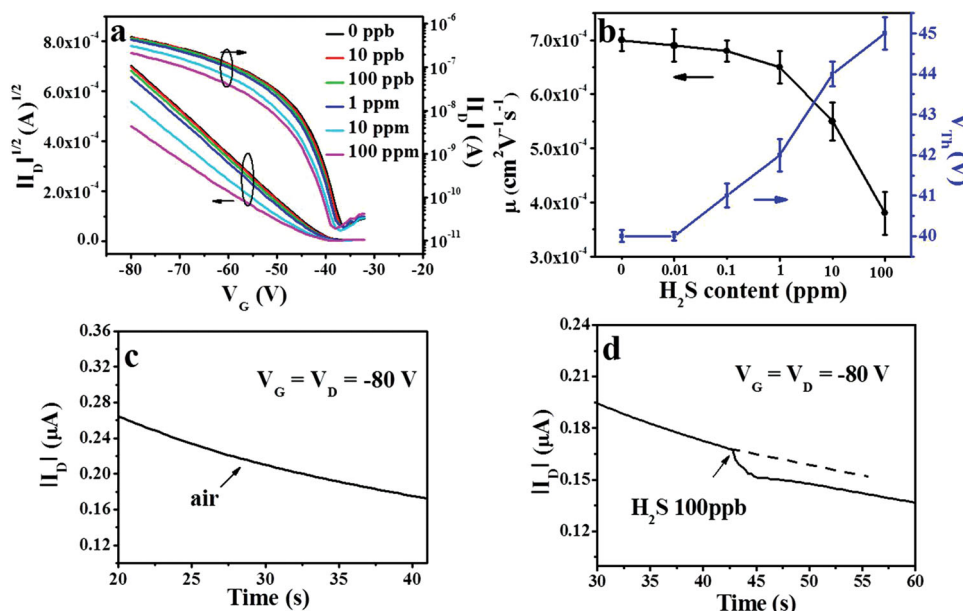 a
|I_D|^1/2 (A)^1/2
8.0x10^-4
6.0x10^-4
4.0x10^-4
2.0x10^-4
0.0
-80 -70 -60 -50 -40 -30 -20
V_G (V)
10^-6
10^-7
10^-8
10^-9
10^-10
10^-11
|I_D| (A)
0 ppb
10 ppb
100 ppb
1 ppm
10 ppm
100 ppm
b
μ (cm^2V^-1s^-1)
7.0x10^-4
6.0x10^-4
5.0x10^-4
4.0x10^-4
3.0x10^-4
0 0.01 0.1 1 10 100
H_2S content (ppm)
45
44
43
42
41
40
V_Th (V)
c
V_G = V_D = -80 V
|I_D| (μA)
0.36
0.32
0.28
0.24
0.20
0.16
0.12
air
20 25 30 35 40
Time (s)
d
V_G = V_D = -80 V
|I_D| (μA)
0.24
0.21
0.18
0.15
0.12
0.09
H_2S 100ppb
30 35 40 45 50 55 60
Time (s)